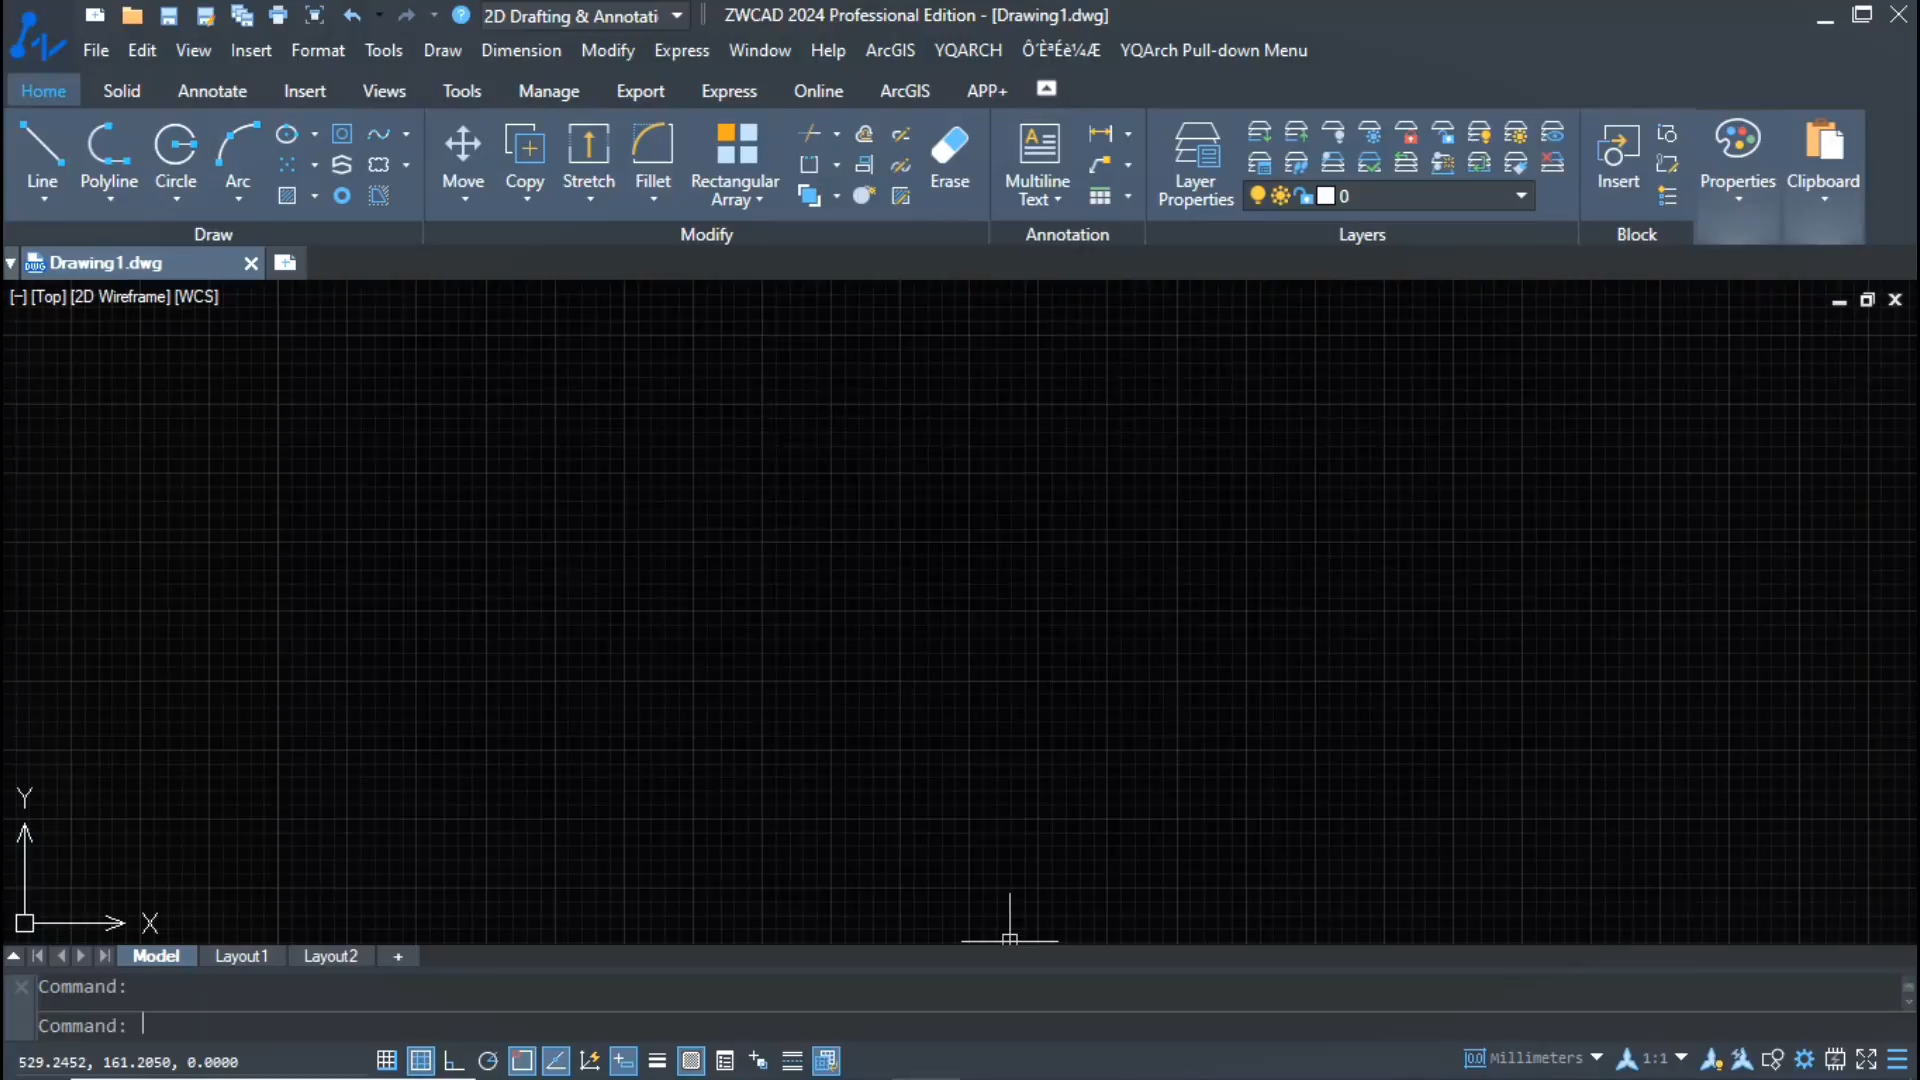 2D Drafting & Annotati
ZWCAD 2024 Professional Edition - [Drawing1.dwg]
File Edit View Insert Format Tools Draw Dimension Modify Express Window Help ArcGIS YQARCH Ô´ÈªÉè¼Æ YQArch Pull-down Menu
Home Solid Annotate Insert Views Tools Manage Export Express Online ArcGIS APP+
Line Polyline Circle Arc Move Copy Stretch Fillet Rectangular Array Erase Multiline Text Layer Properties 0 Insert Properties Clipboard
Draw Modify Annotation Layers Block
DWG Drawing1.dwg
[-] [Top] [2D Wireframe] [WCS]
Y
X
Model Layout1 Layout2 +
Command:
Command:
529.2452, 161.2050, 0.0000
0.0 Millimeters 1:1